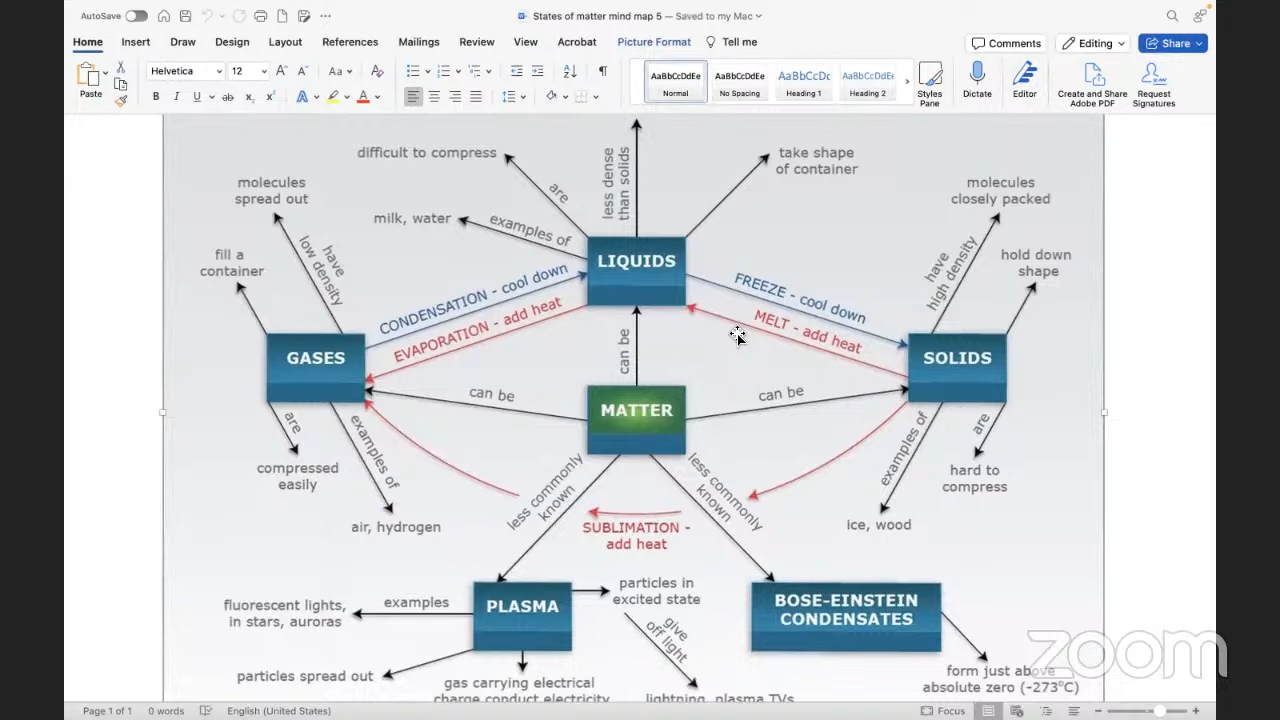 AutoSave
States of matter mind map 5 — Saved to my Mac
Home Insert Draw Design Layout References Mailings Review View Acrobat Picture Format Tell me
Comments Editing Share
Paste
Helvetica 12
AaBbCcDdEe
Normal
AaBbCcDdEe
No Spacing
AaBbCcDc
Heading 1
AaBbCcDdEe
Heading 2
Styles
Pane
Dictate
Editor
Create and Share
Adobe PDF
Request
Signatures
difficult to compress
are
less dense
than solids
take shape
of container
molecules
spread out
milk, water
examples of
molecules
closely packed
fill a
container
have
low density
LIQUIDS
have
high density
hold down
shape
CONDENSATION - cool down
EVAPORATION - add heat
FREEZE - cool down
MELT - add heat
GASES
can be
SOLIDS
can be
MATTER
can be
are
examples of
compressed
easily
air, hydrogen
less commonly
known
less commonly
known
SUBLIMATION -
add heat
examples of
are
hard to
compress
ice, wood
PLASMA
particles in
excited state
BOSE-EINSTEIN
CONDENSATES
fluorescent lights,
in stars, auroras
examples
give
off light
particles spread out
gas carrying electrical
charge conduct electricity
lightning, plasma TVs
form just above
absolute zero (-273°C)
zoom
Page 1 of 1 0 words English (United States) Focus